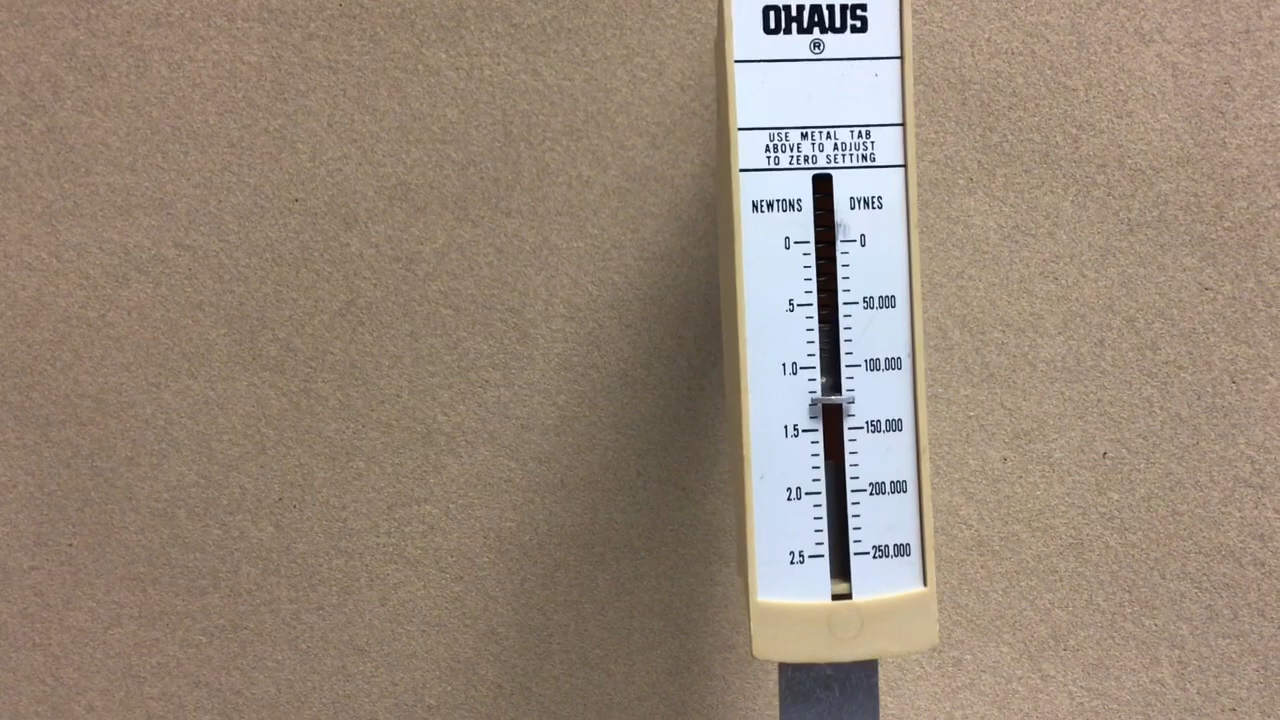 OHAUS
®
USE METAL TAB
ABOVE TO ADJUST
TO ZERO SETTING
NEWTONS DYNES
0 0
.5 50,000
1.0 100,000
1.5 150,000
2.0 200,000
2.5 250,000